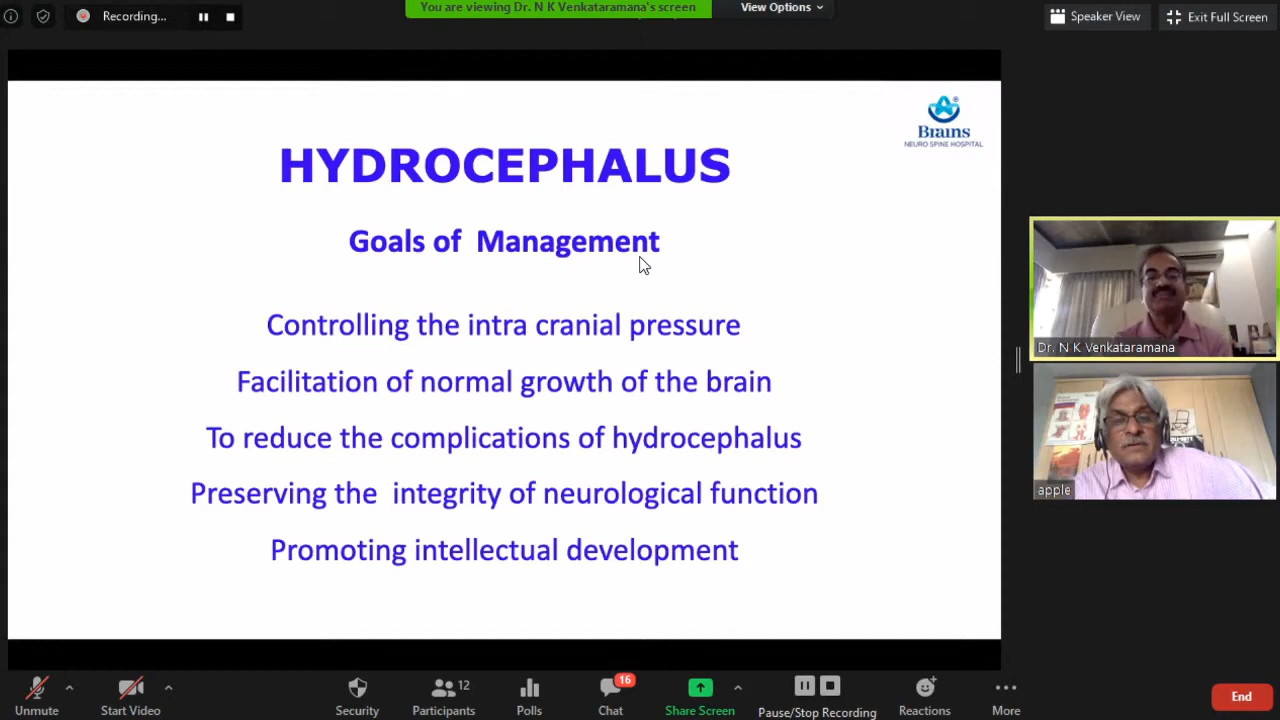 Recording...
You are viewing Dr. N K Venkataramana's screen
View Options
Speaker View
Exit Full Screen
Brains
NEURO SPINE HOSPITAL
HYDROCEPHALUS
Goals of Management
Controlling the intra cranial pressure
Facilitation of normal growth of the brain
To reduce the complications of hydrocephalus
Preserving the integrity of neurological function
Promoting intellectual development
Dr. N K Venkataramana
apple
Unmute
Start Video
Security
12
Participants
Polls
16
Chat
Share Screen
Pause/Stop Recording
Reactions
More
End